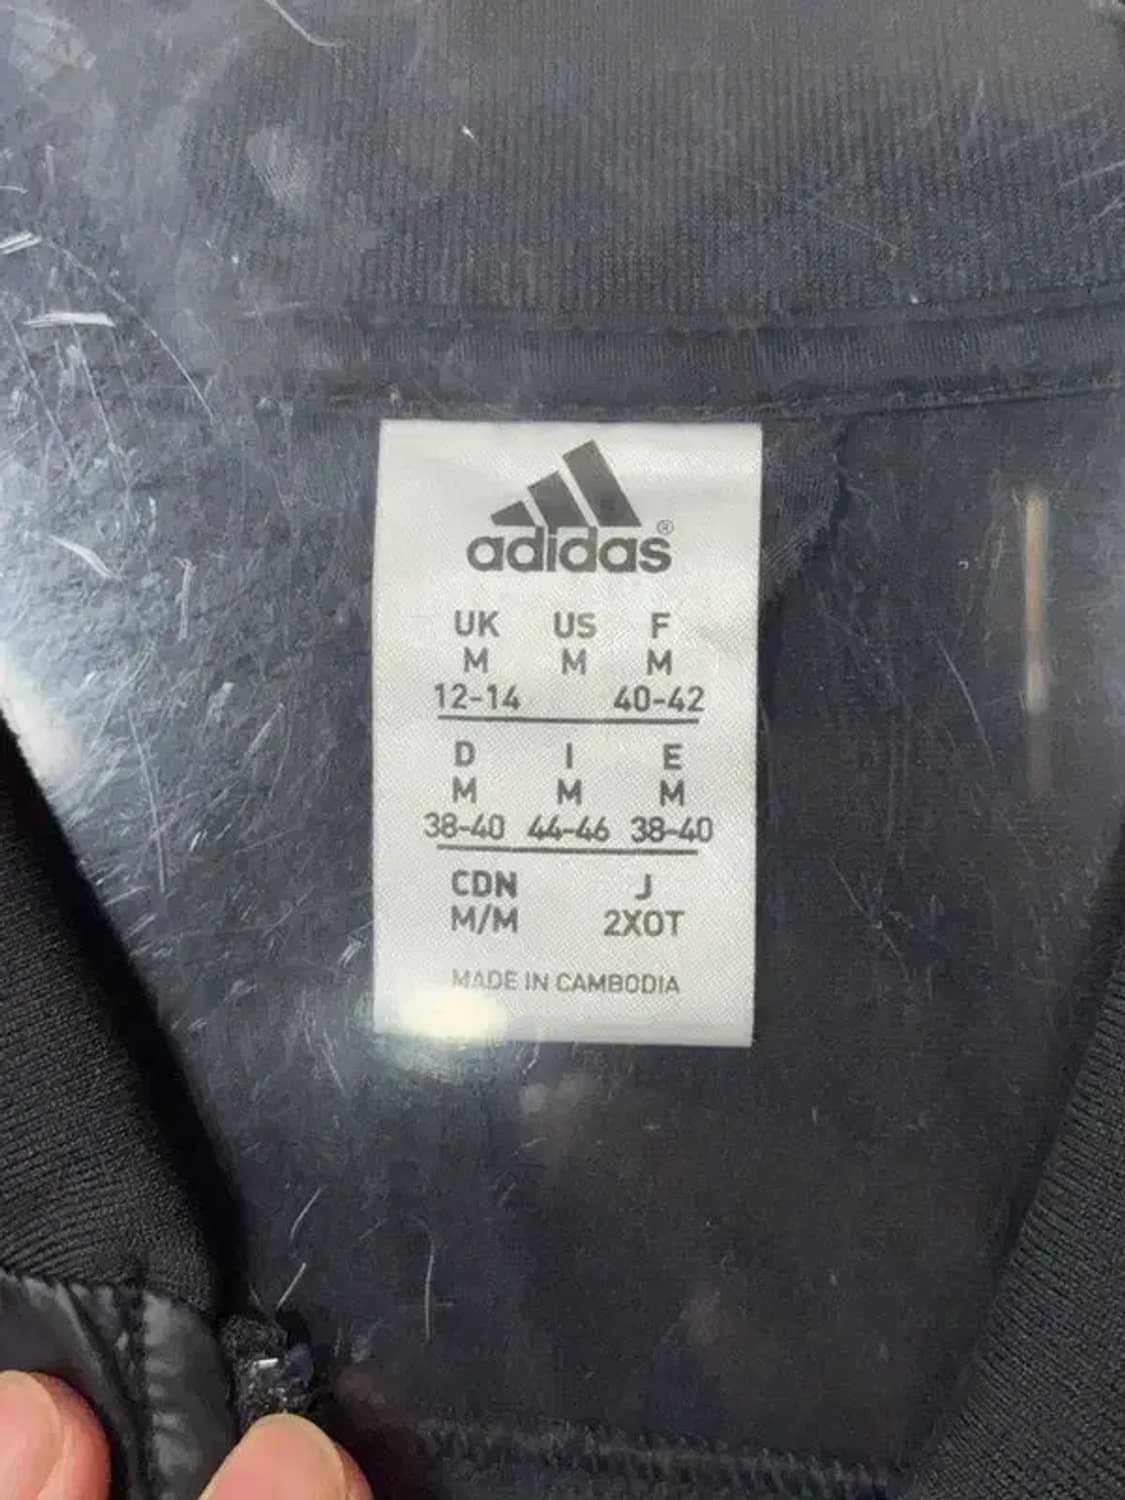 adidas®
UK US F
M M M
12-14 40-42
D I E
M M M
38-40 44-46 38-40
CDN J
M/M 2XOT
MADE IN CAMBODIA